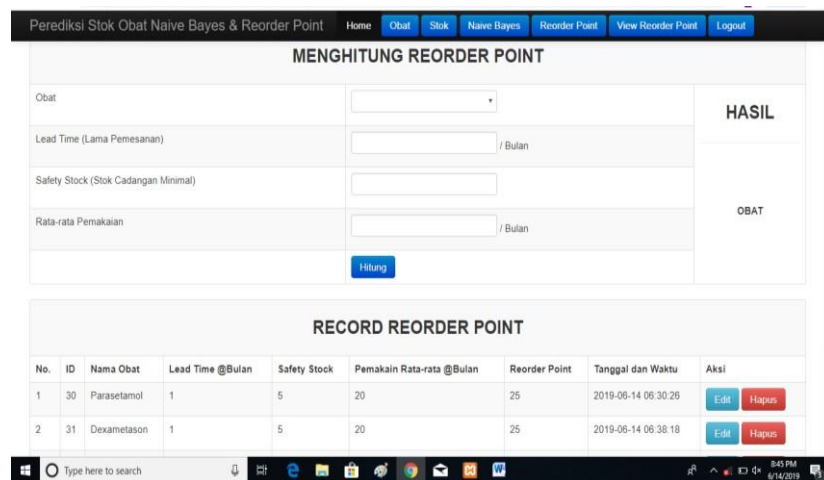 Perediksi Stok Obat Naive Bayes & Reorder Point Home Obat Stok Naive Bayes Reorder Point View Reorder Point Logout
MENGHITUNG REORDER POINT
Obat
HASIL
Lead Time (Lama Pemesanan) / Bulan
Safety Stock (Stok Cadangan Minimal)
OBAT
Rata-rata Pemakaian / Bulan
Hitung
RECORD REORDER POINT
No. ID Nama Obat Lead Time @Bulan Safety Stock Pemakain Rata-rata @Bulan Reorder Point Tanggal dan Waktu Aksi
1 30 Parasetamol 1 5 20 25 2019-06-14 06:30:26 Edit Hapus
2 31 Dexametason 1 5 20 25 2019-06-14 06:38:18 Edit Hapus
Type here to search
8:45 PM
6/14/2019